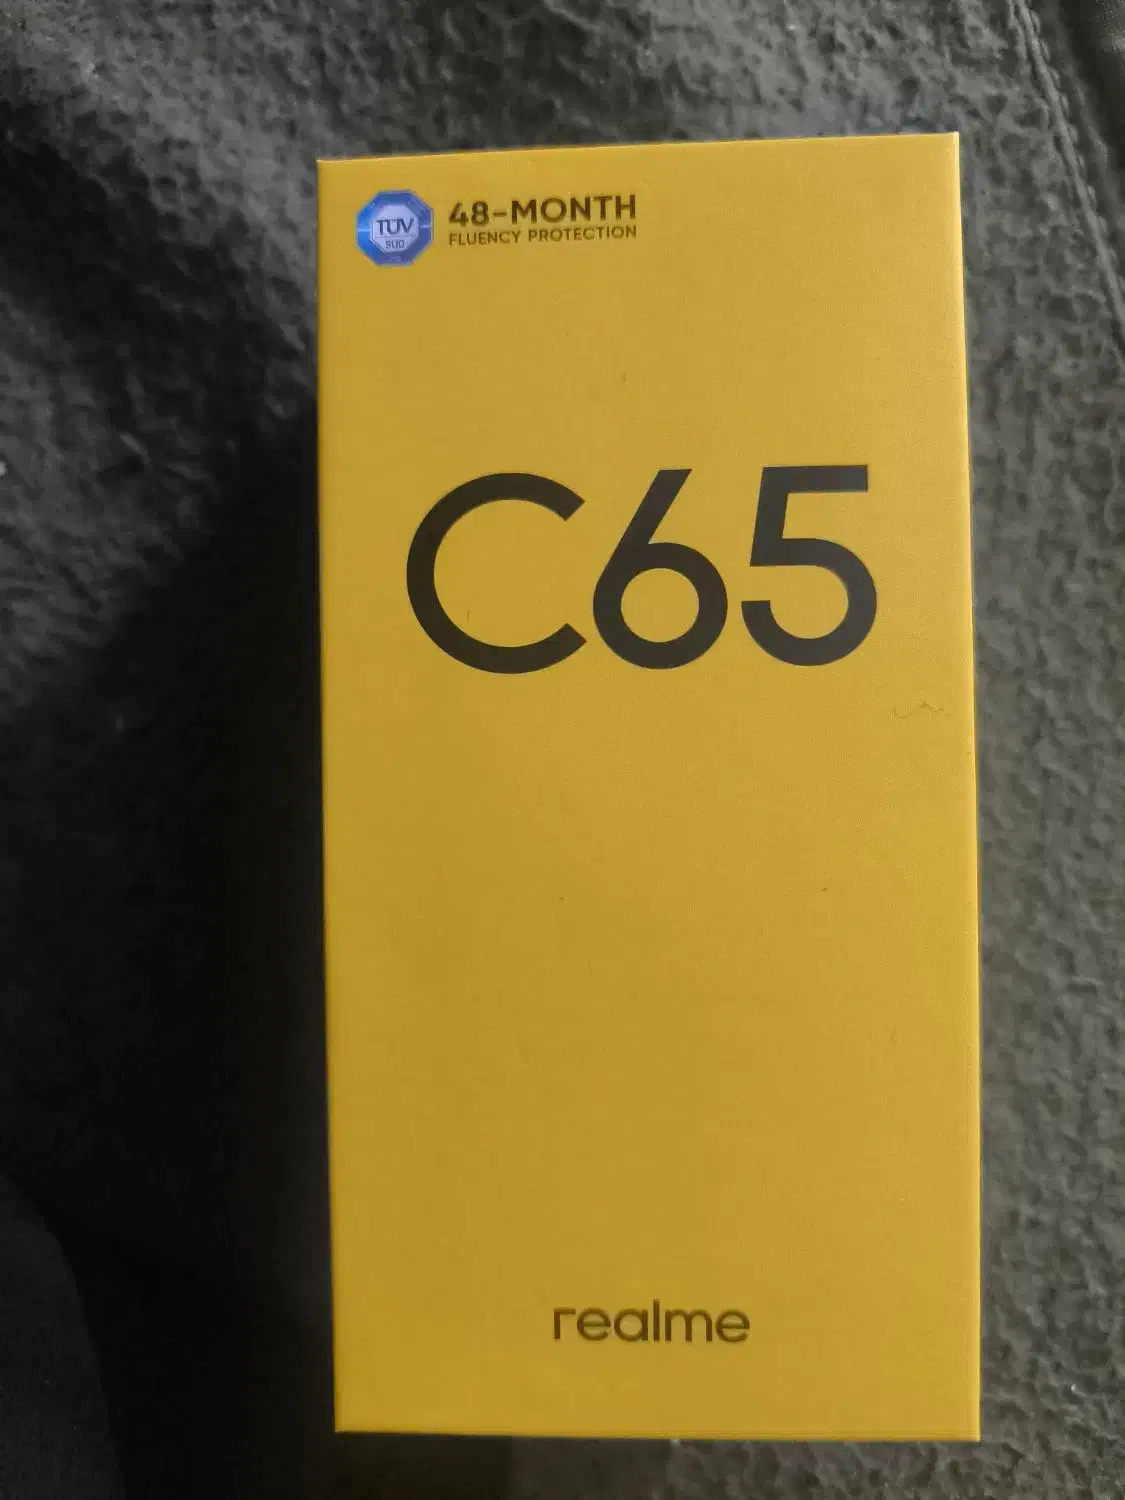 TÜV
SÜD
48-MONTH
FLUENCY PROTECTION
C65
realme